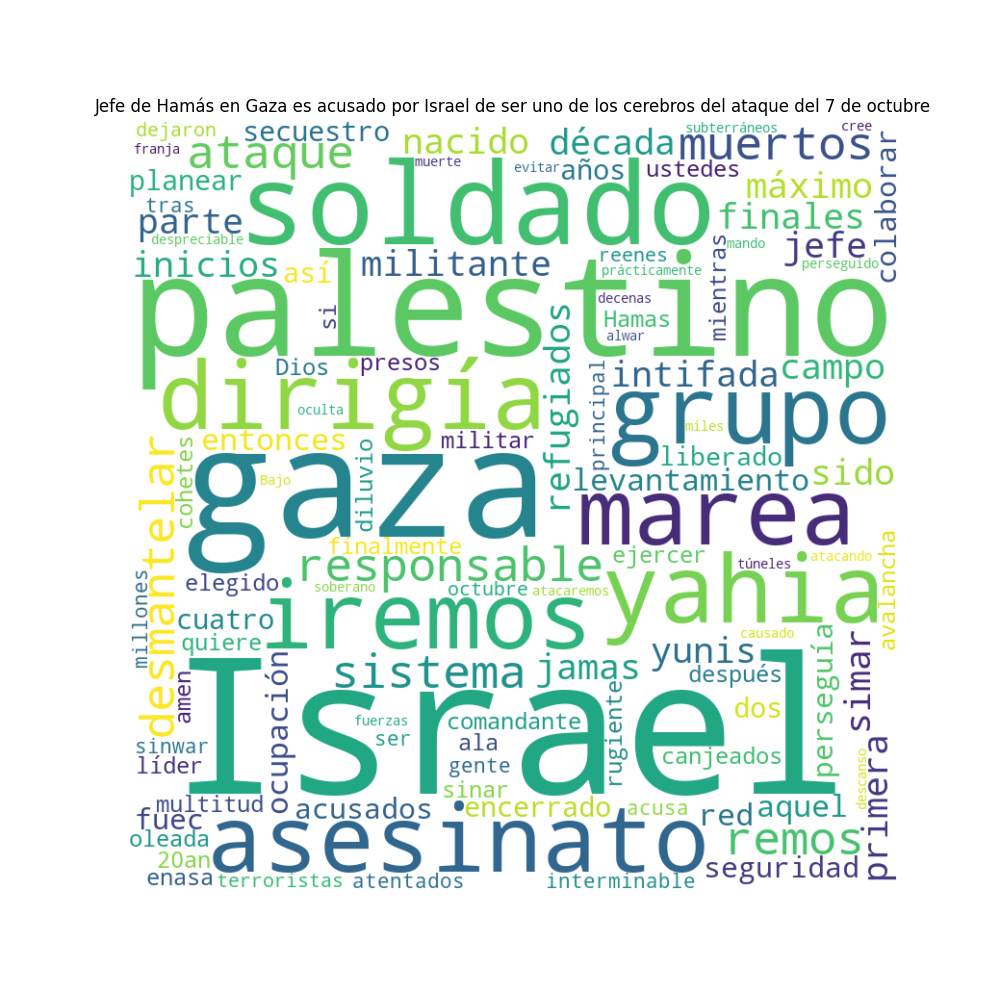 Jefe de Hamás en Gaza es acusado por Israel de ser uno de los cerebros del ataque del 7 de octubre
dejaron
secuestro
nacido
década
subterráneos
cree
franja
ataque
muerte
evitar
años
ustedes
muertos
colaborar
planear
soldado
máximo
tras
parte
finales
despreciable
inicios
así
militante
reenes
prácticamente
mientras
mando
jefe
perseguido
si
palestino
decenas
Hamas
alwar
Dios
presos
refugiados
principal
intifada
campo
dirigía
oculta
grupo
miles
entonces
militar
liberado
desmantelar
cohetes
gaza
Bajo
diluvio
levantamiento
sido
marea
finalmente
responsable
ejercer
túneles
atacando
avalancha
millones
elegido
soberano
octubre
atacaremos
yahia
cuatro
iremos
quiere
causado
ocupación
sistema
jamas
yunis
después
perseguía
simar
amen
Israel
fuerzas
ser
comandante
ala
gente
rugiente
dos
canjeados
sinwar
líder
descanso
primera
multitud
fuec
acusados
sinar
encerrado
acusa
red
aquel
oleada
asesinato
remos
20an
enasa
terroristas
atentados
interminable
seguridad